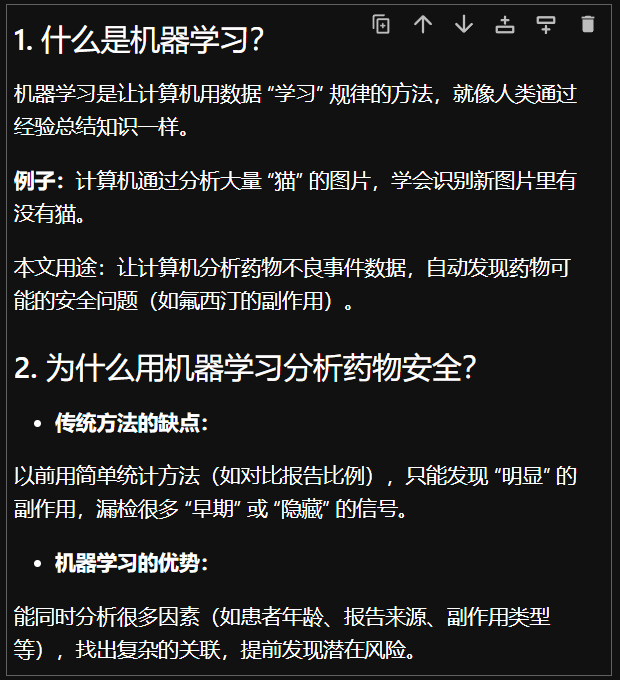 1. 什么是机器学习?
机器学习是让计算机用数据 “学习” 规律的方法，就像人类通过
经验总结知识一样。
例子：计算机通过分析大量 “猫” 的图片，学会识别新图片里有
没有猫。
本文用途：让计算机分析药物不良事件数据，自动发现药物可
能的安全问题（如氟西汀的副作用）。
2. 为什么用机器学习分析药物安全?
• 传统方法的缺点：
以前用简单统计方法（如对比报告比例），只能发现 “明显” 的
副作用，漏检很多 “早期” 或 “隐藏” 的信号。
• 机器学习的优势：
能同时分析很多因素（如患者年龄、报告来源、副作用类型
等），找出复杂的关联，提前发现潜在风险。